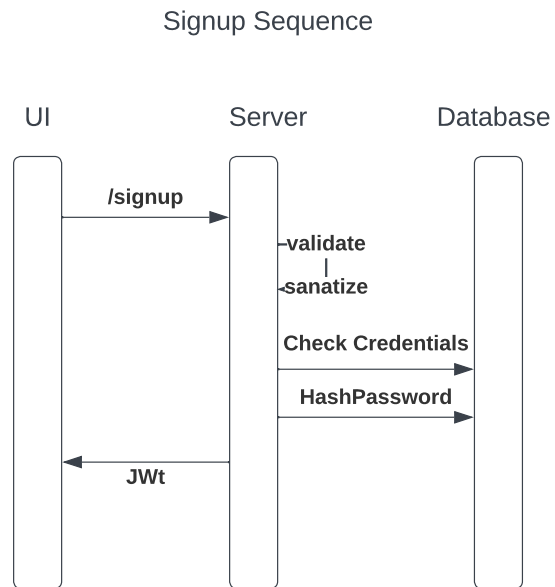 Signup Sequence
UI
Server
Database
/signup
validate
sanatize
Check Credentials
HashPassword
JWt